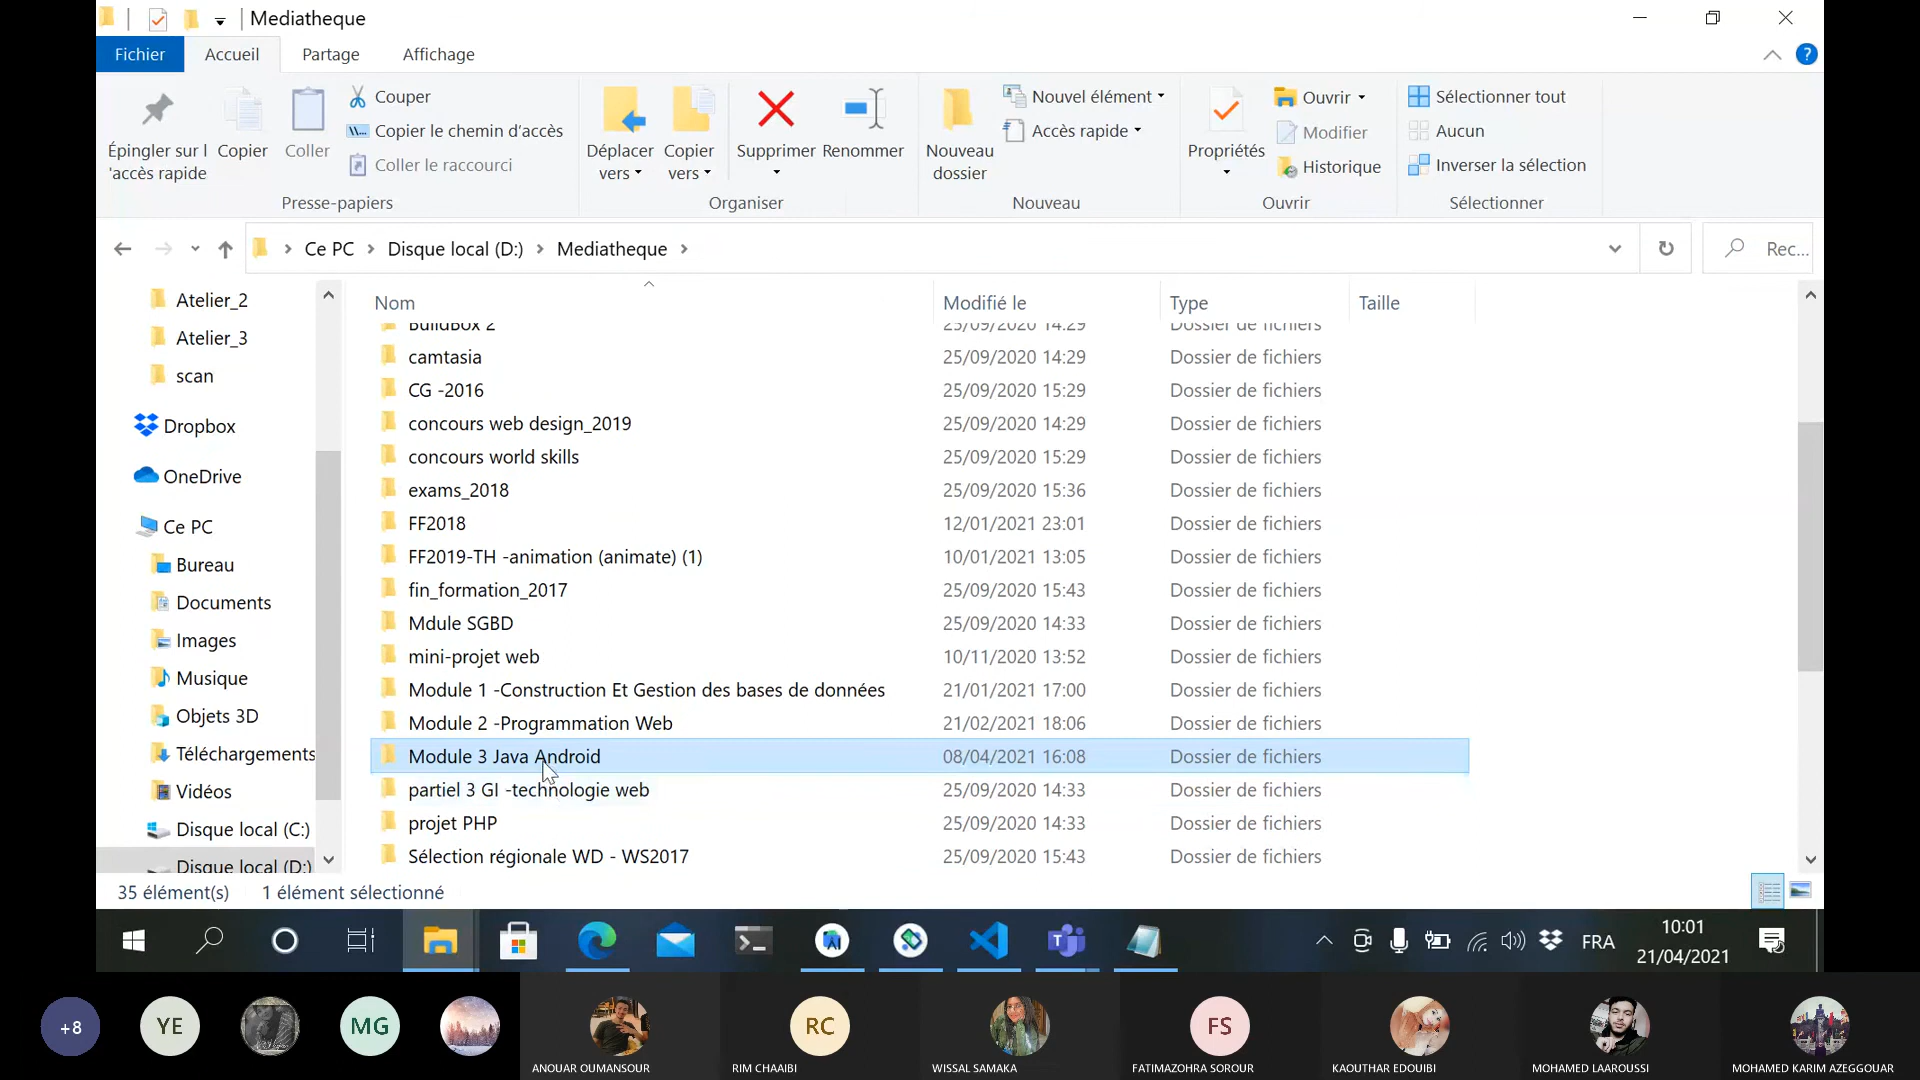 Mediatheque
Fichier Accueil Partage Affichage
Épingler sur l'accès rapide
Copier
Coller
Couper
Copier le chemin d'accès
Coller le raccourci
Presse-papiers
Déplacer vers
Copier vers
Supprimer
Renommer
Organiser
Nouveau dossier
Nouvel élément
Accès rapide
Nouveau
Propriétés
Ouvrir
Modifier
Historique
Ouvrir
Sélectionner tout
Aucun
Inverser la sélection
Sélectionner
Ce PC > Disque local (D:) > Mediatheque >
Rec...
Atelier_2
Atelier_3
scan
Dropbox
OneDrive
Ce PC
Bureau
Documents
Images
Musique
Objets 3D
Téléchargements
Vidéos
Disque local (C:)
Disque local (D:)
Nom Modifié le Type Taille
BuildBox 2 25/09/2020 14:29 Dossier de fichiers
camtasia 25/09/2020 14:29 Dossier de fichiers
CG -2016 25/09/2020 15:29 Dossier de fichiers
concours web design_2019 25/09/2020 14:29 Dossier de fichiers
concours world skills 25/09/2020 15:29 Dossier de fichiers
exams_2018 25/09/2020 15:36 Dossier de fichiers
FF2018 12/01/2021 23:01 Dossier de fichiers
FF2019-TH -animation (animate) (1) 10/01/2021 13:05 Dossier de fichiers
fin_formation_2017 25/09/2020 15:43 Dossier de fichiers
Mdule SGBD 25/09/2020 14:33 Dossier de fichiers
mini-projet web 10/11/2020 13:52 Dossier de fichiers
Module 1 -Construction Et Gestion des bases de données 21/01/2021 17:00 Dossier de fichiers
Module 2 -Programmation Web 21/02/2021 18:06 Dossier de fichiers
Module 3 Java Android 08/04/2021 16:08 Dossier de fichiers
partiel 3 GI -technologie web 25/09/2020 14:33 Dossier de fichiers
projet PHP 25/09/2020 14:33 Dossier de fichiers
Sélection régionale WD - WS2017 25/09/2020 15:43 Dossier de fichiers
35 élément(s) 1 élément sélectionné
FRA
10:01
21/04/2021
+8
YE
MG
ANOUAR OUMANSOUR
RC
RIM CHAAIBI
WISSAL SAMAKA
FS
FATIMAZOHRA SOROUR
KAOUTHAR EDOUIBI
MOHAMED LAAROUSSI
MOHAMED KARIM AZEGGOUAR